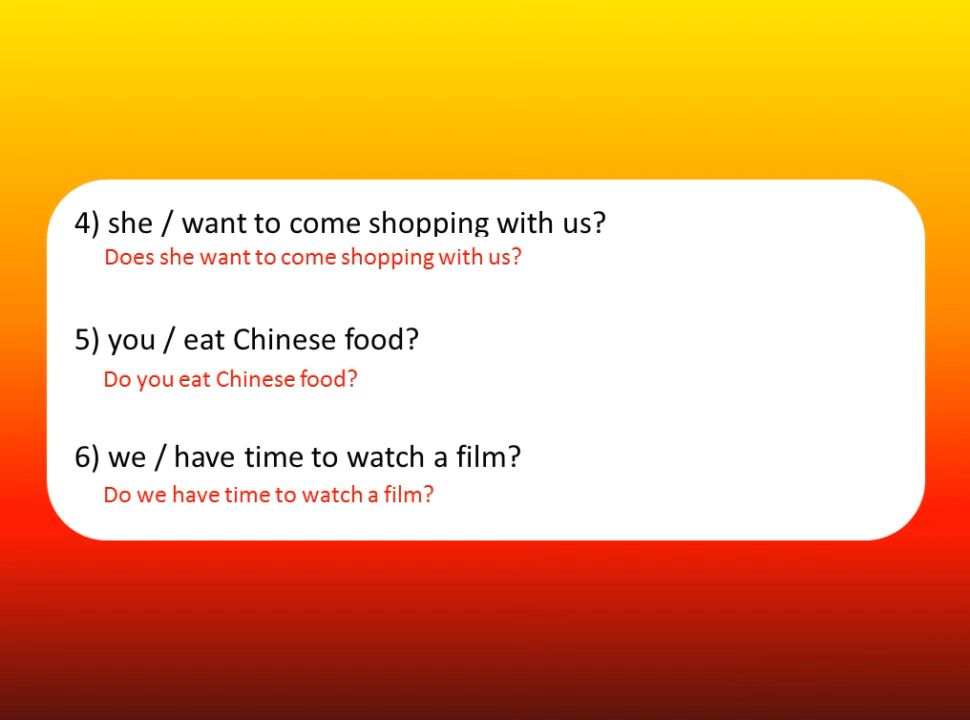 4) she / want to come shopping with us?
Does she want to come shopping with us?
5) you / eat Chinese food?
Do you eat Chinese food?
6) we / have time to watch a film?
Do we have time to watch a film?